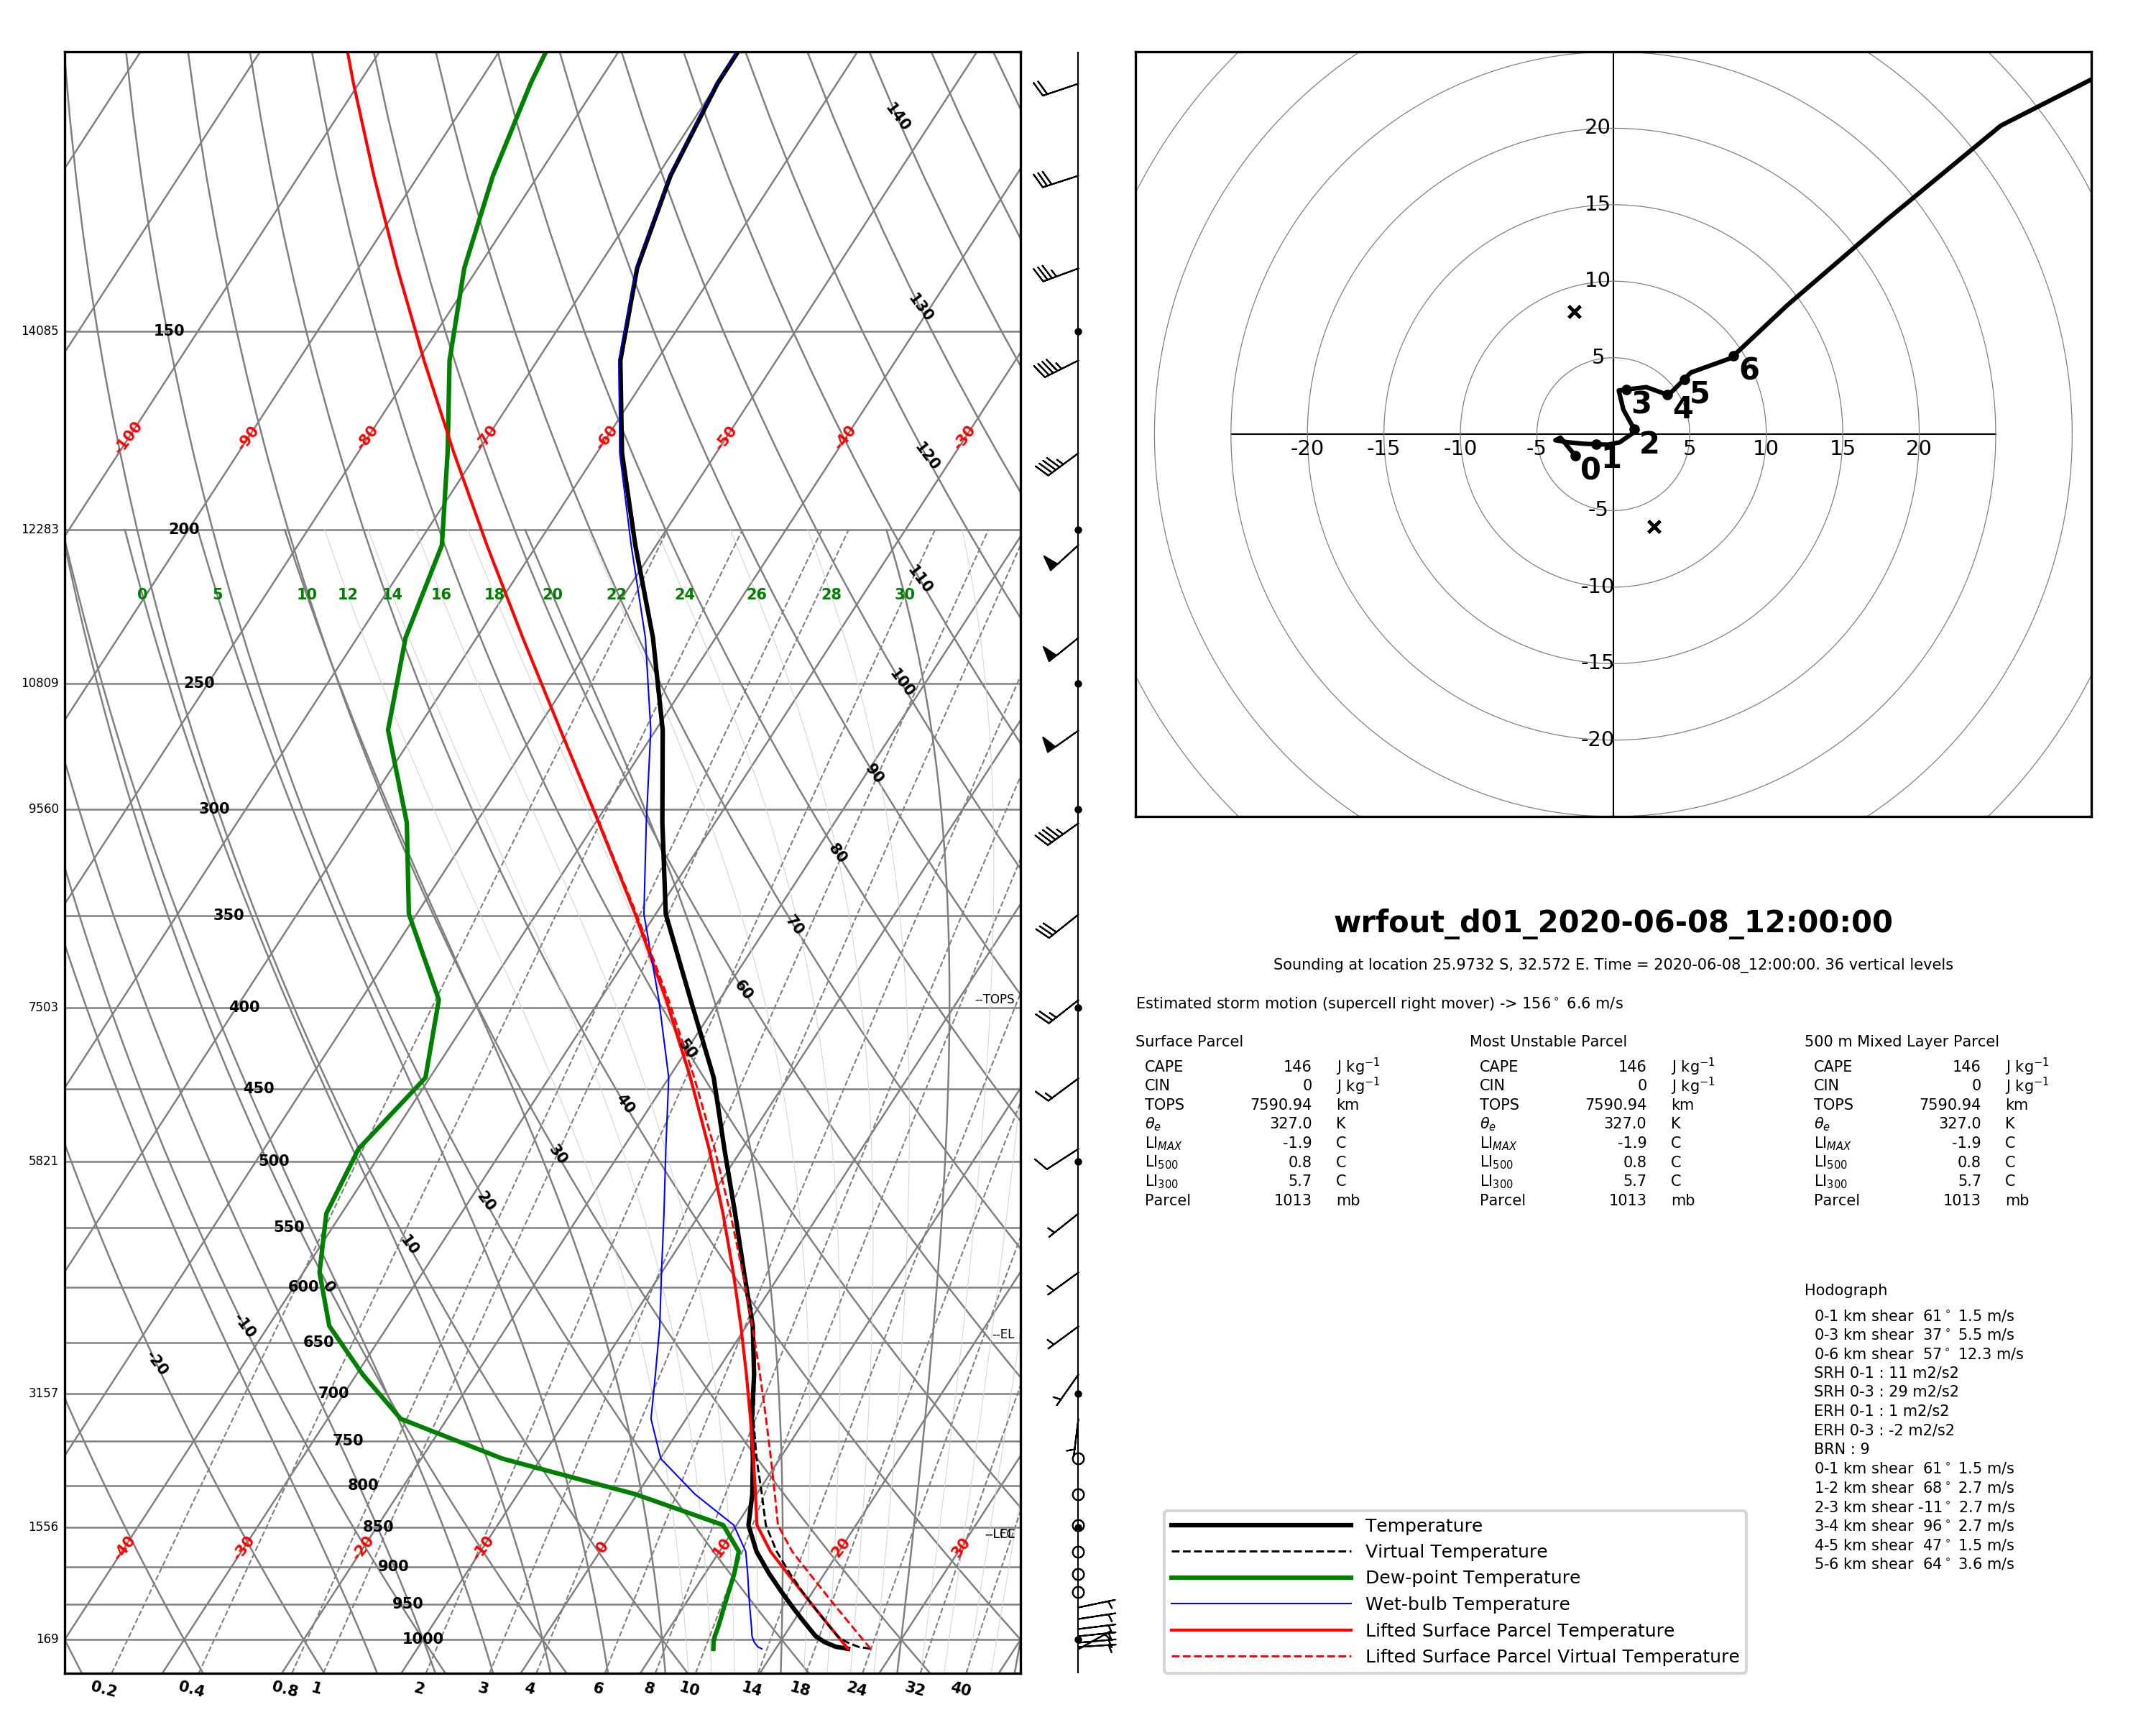 140
130
14085 150
-100 -90 -80 -70 -60 -50 -40 -30
120
12283 200
110
0 5 10 12 14 16 18 20 22 24 26 28 30
100
10809 250
90
9560 300
80
350
70
60
7503 400 --TOPS
50
450
40
5821 500
30
20
550
10
600 0
-10
650 --EL
-20
3157 700
750
800
1556 850
-40 -30 -20 -10 0 10 20 30
900
950
169 1000
0.2 0.4 0.8 1 2 3 4 6 8 10 14 18 24 32 40
20
15
10
5
-20 -15 -10 -5 5 10 15 20
-5
-10
-15
-20
0 1 2 3 4 5 6
wrfout_d01_2020-06-08_12:00:00
Sounding at location 25.9732 S, 32.572 E. Time = 2020-06-08_12:00:00. 36 vertical levels
Estimated storm motion (supercell right mover) -> 156° 6.6 m/s
Surface Parcel
CAPE 146 J kg⁻¹
CIN 0 J kg⁻¹
TOPS 7590.94 km
θe 327.0 K
LIMAX -1.9 C
LI500 0.8 C
LI300 5.7 C
Parcel 1013 mb
Most Unstable Parcel
CAPE 146 J kg⁻¹
CIN 0 J kg⁻¹
TOPS 7590.94 km
θe 327.0 K
LIMAX -1.9 C
LI500 0.8 C
LI300 5.7 C
Parcel 1013 mb
500 m Mixed Layer Parcel
CAPE 146 J kg⁻¹
CIN 0 J kg⁻¹
TOPS 7590.94 km
θe 327.0 K
LIMAX -1.9 C
LI500 0.8 C
LI300 5.7 C
Parcel 1013 mb
Hodograph
0-1 km shear 61° 1.5 m/s
0-3 km shear 37° 5.5 m/s
0-6 km shear 57° 12.3 m/s
SRH 0-1 : 11 m2/s2
SRH 0-3 : 29 m2/s2
ERH 0-1 : 1 m2/s2
ERH 0-3 : -2 m2/s2
BRN : 9
0-1 km shear 61° 1.5 m/s
1-2 km shear 68° 2.7 m/s
2-3 km shear -11° 2.7 m/s
3-4 km shear 96° 2.7 m/s
4-5 km shear 47° 1.5 m/s
5-6 km shear 64° 3.6 m/s
Temperature
Virtual Temperature
Dew-point Temperature
Wet-bulb Temperature
Lifted Surface Parcel Temperature
Lifted Surface Parcel Virtual Temperature